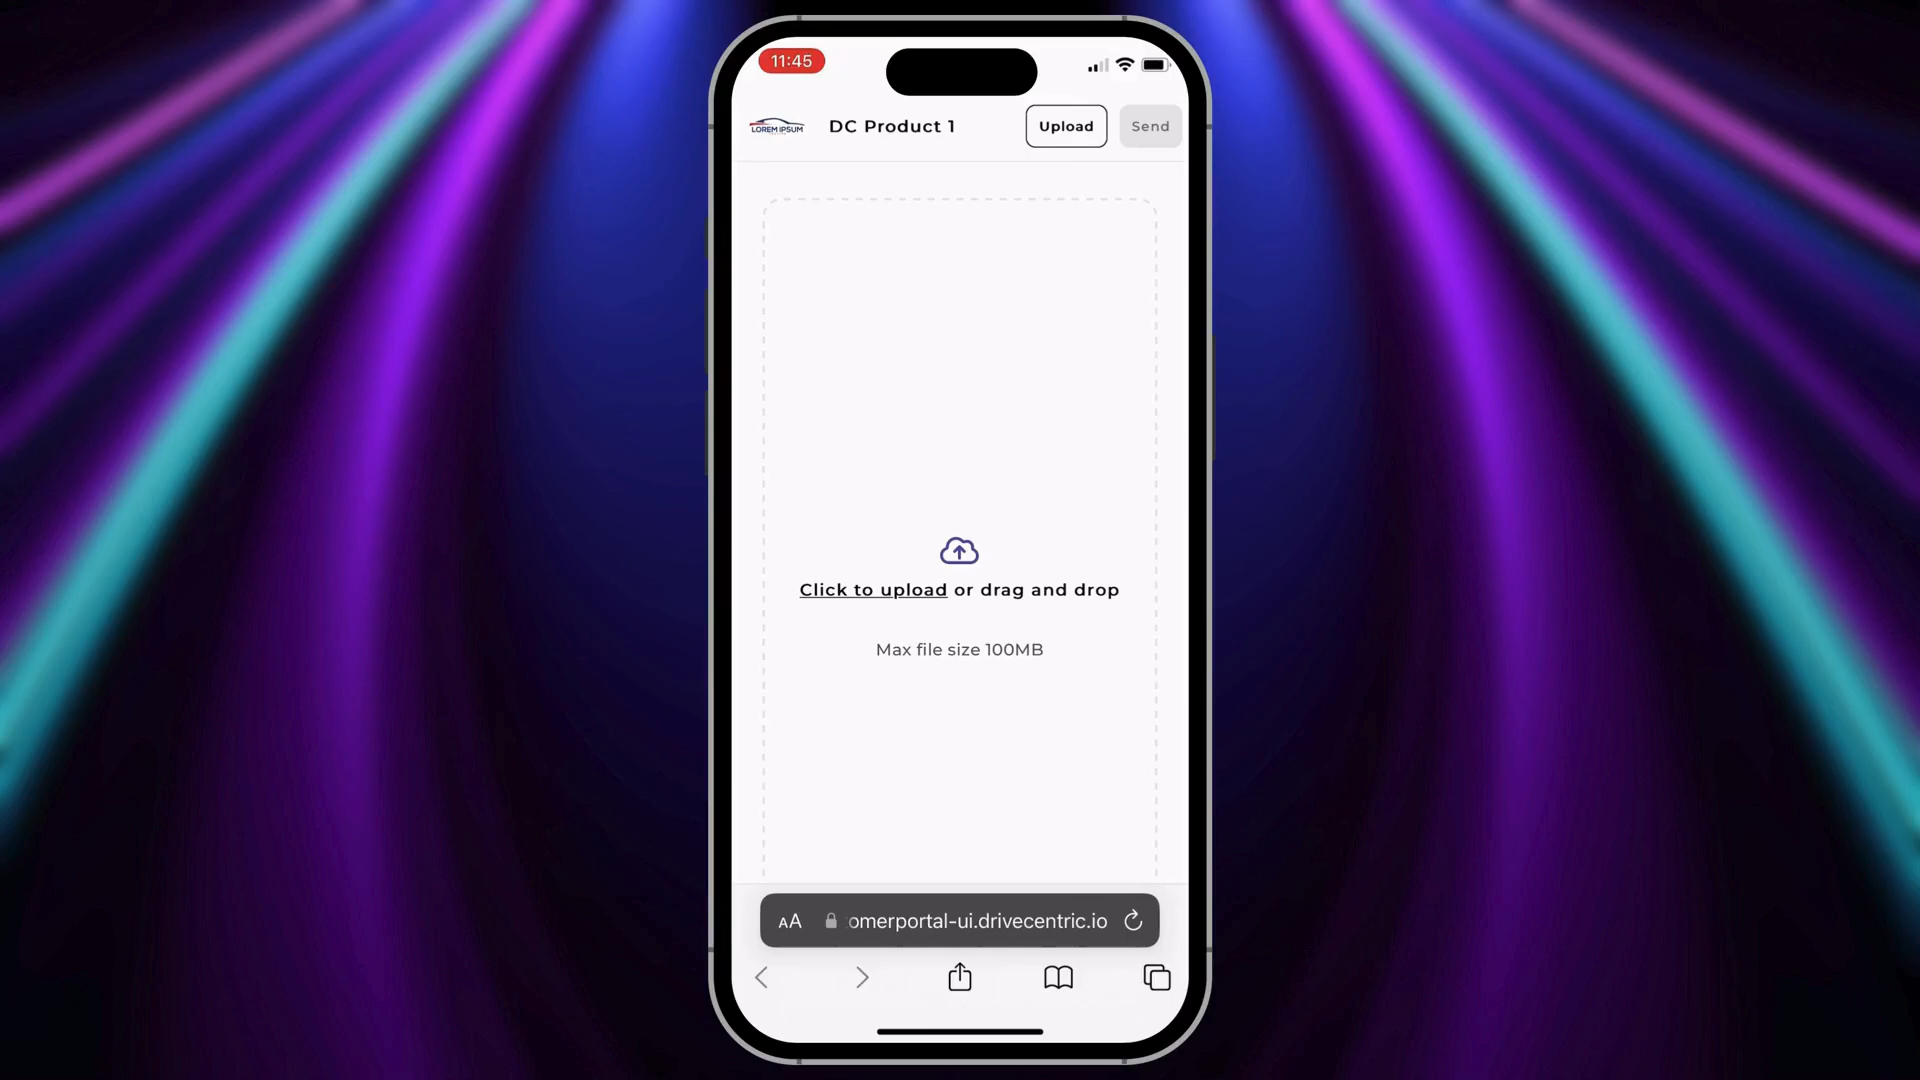 11:45
LOREM IPSUM
DC Product 1
Upload
Send
Click to upload or drag and drop
Max file size 100MB
AA
omerportal-ui.drivecentric.io